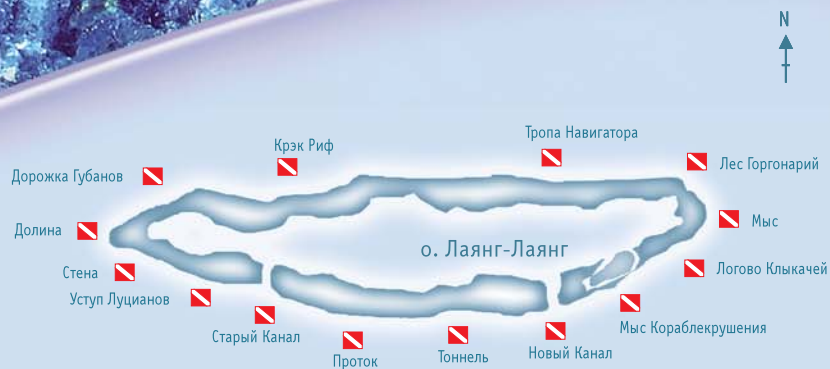 N
Тропа Навигатора
Крэк Риф
Лес Горгонарий
Дорожка Губанов
Мыс
Долина
о. Лаянг-Лаянг
Логово Клыкачей
Стена
Уступ Луцианов
Мыс Кораблекрушения
Старый Канал
Новый Канал
Тоннель
Проток